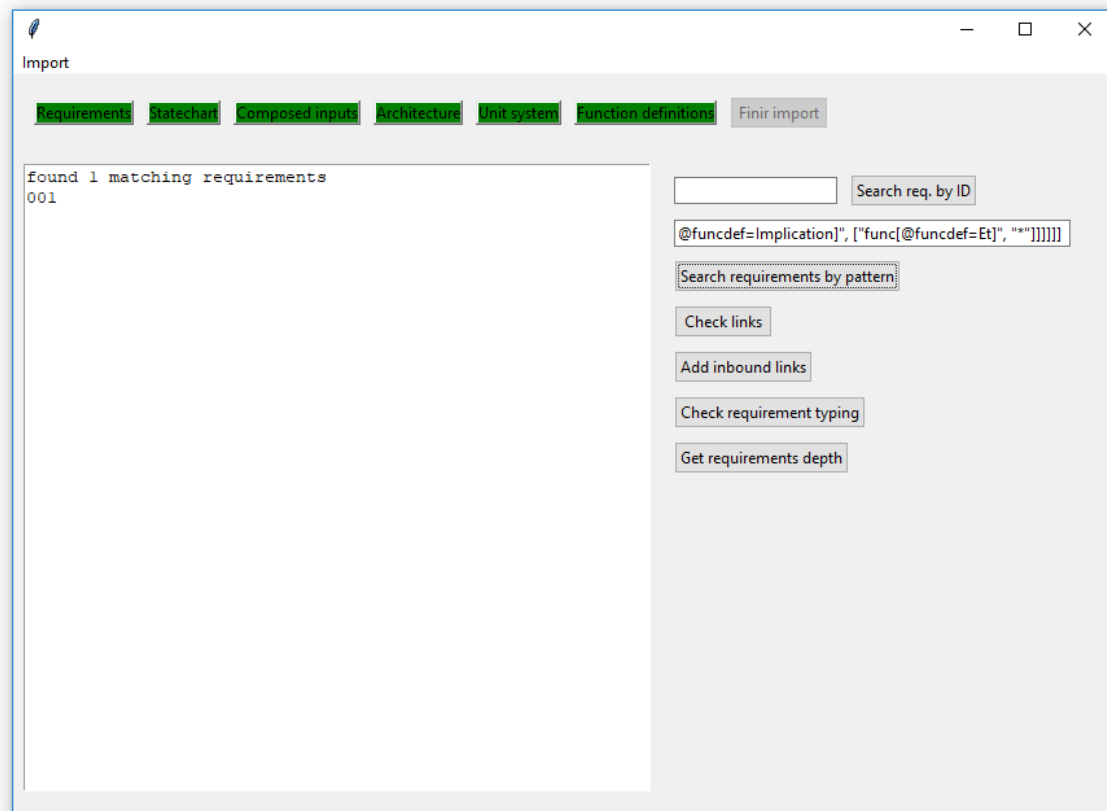 Import
Requirements Statechart Composed inputs Architecture Unit system Function definitions Finir import
found 1 matching requirements
001
Search req. by ID
@funcdef=Implication]", ["func[@funcdef=Et]", "*"]]]]]]
Search requirements by pattern
Check links
Add inbound links
Check requirement typing
Get requirements depth